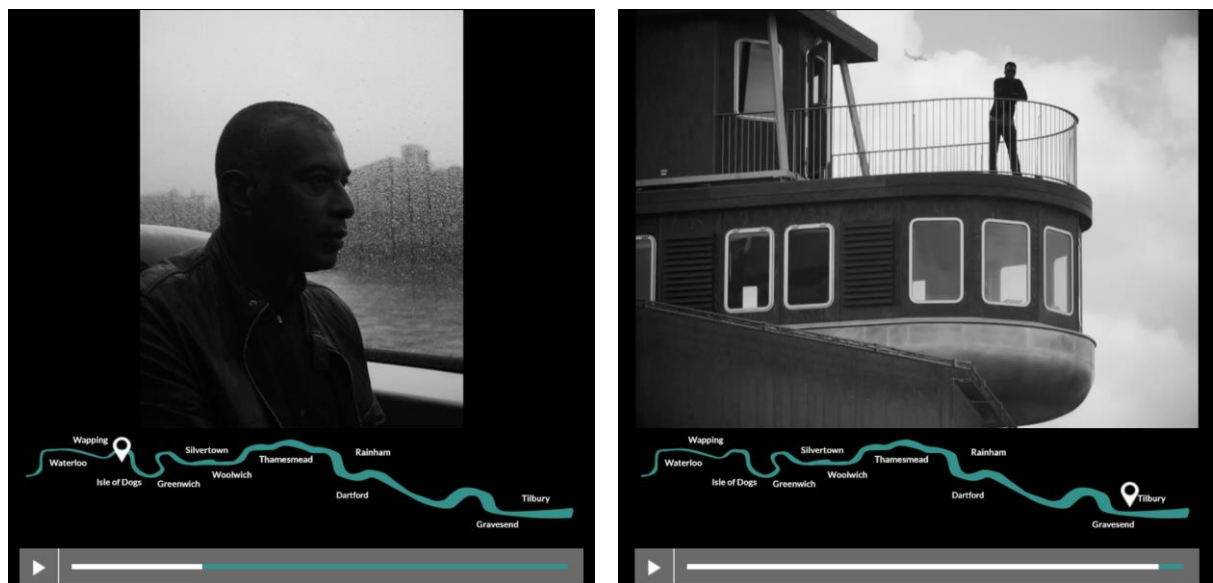 Wapping
Waterloo
Isle of Dogs
Greenwich
Silvertown
Woolwich
Thamesmead
Rainham
Dartford
Gravesend
Tilbury
Wapping
Waterloo
Isle of Dogs
Greenwich
Silvertown
Woolwich
Thamesmead
Rainham
Dartford
Gravesend
Tilbury